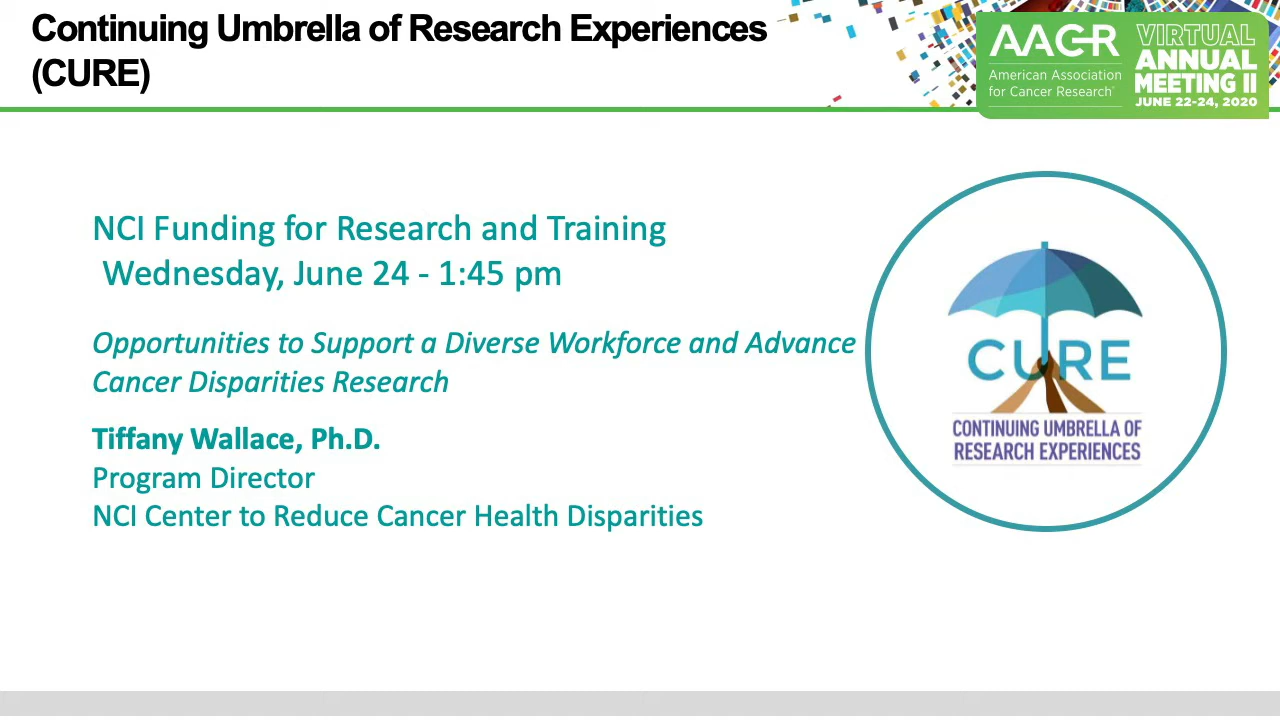 Continuing Umbrella of Research Experiences
(CURE)
AACR
American Association
for Cancer Research®
VIRTUAL
ANNUAL
MEETING II
JUNE 22-24, 2020
NCI Funding for Research and Training
Wednesday, June 24 - 1:45 pm
Opportunities to Support a Diverse Workforce and Advance
Cancer Disparities Research
Tiffany Wallace, Ph.D.
Program Director
NCI Center to Reduce Cancer Health Disparities
CURE
CONTINUING UMBRELLA OF
RESEARCH EXPERIENCES